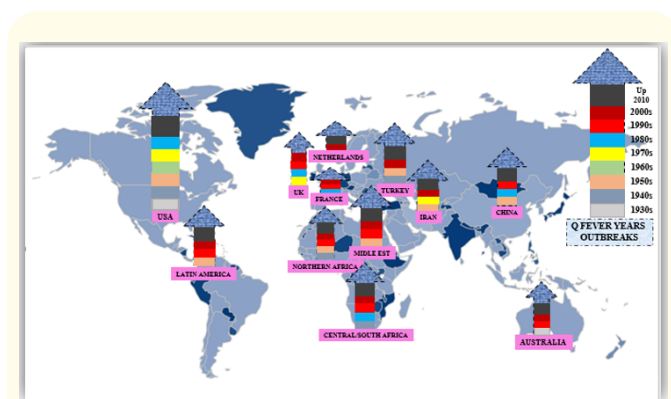 Up
2010
2000s
1990s
1980s
1970s
1960s
1950s
1940s
1930s
Q FEVER YEARS
OUTBREAKS
NETHERLANDS
UK
FRANCE
TURKEY
IRAN
CHINA
USA
LATIN AMERICA
NORTHERN AFRICA
MIDLE EST
CENTRAL/SOUTH AFRICA
AUSTRALIA